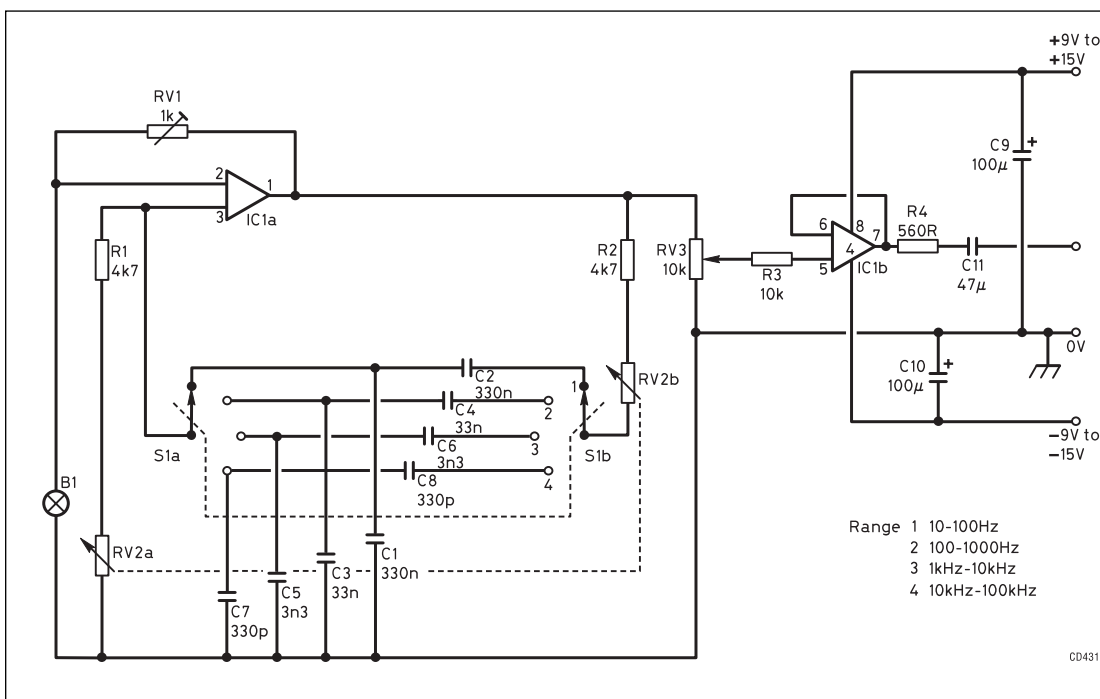 +9V to
+15V
RV1
1k
C9
+
100µ
2
1
3
IC1a
R1
4k7
R2
4k7
RV3
10k
R3
10k
6
8
7
4
5
IC1b
R4
560R
C11
47µ
0V
C10
+
100µ
-9V to
-15V
C2
330n
1
RV2b
C4
33n
2
C6
3n3
3
C8
330p
4
S1a
S1b
B1
RV2a
C1
330n
C3
33n
C5
3n3
C7
330p
Range 1 10-100Hz
2 100-1000Hz
3 1kHz-10kHz
4 10kHz-100kHz
CD431